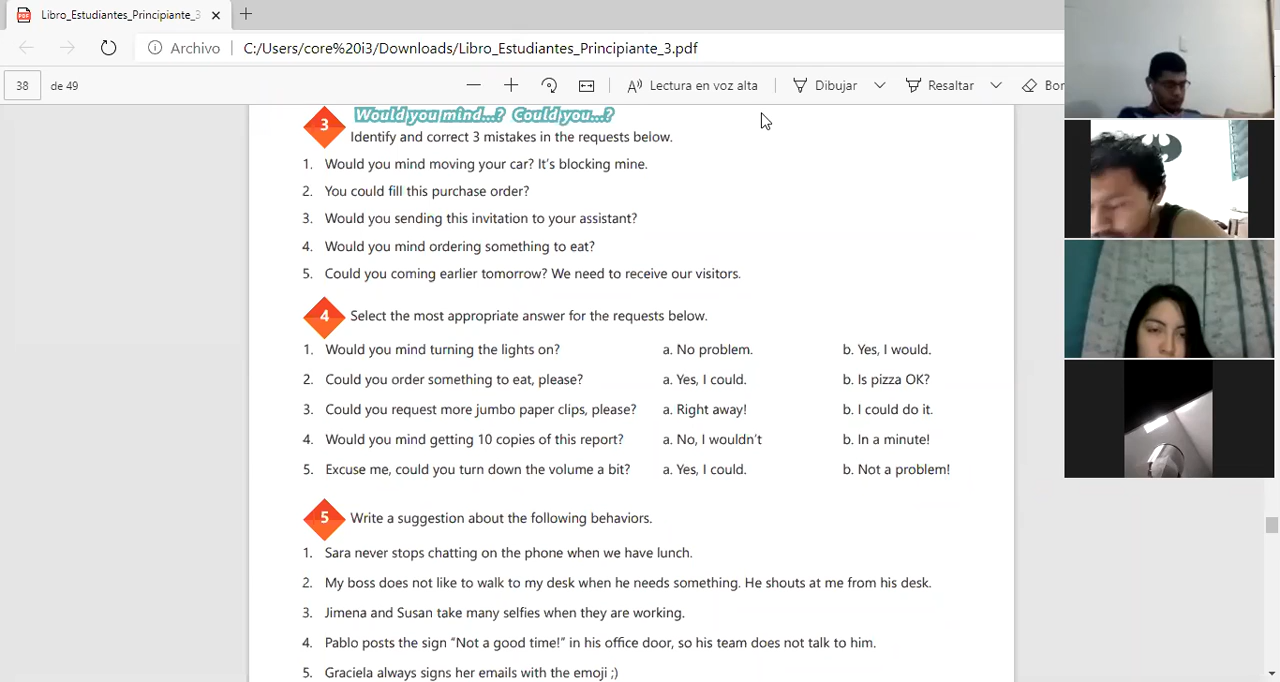 Libro_Estudiantes_Principiante_3
Archivo C:/Users/core%20i3/Downloads/Libro_Estudiantes_Principiante_3.pdf
38 de 49 Lectura en voz alta Dibujar Resaltar Bor
3 Would you mind...? Could you...?
Identify and correct 3 mistakes in the requests below.
1. Would you mind moving your car? It's blocking mine.
2. You could fill this purchase order?
3. Would you sending this invitation to your assistant?
4. Would you mind ordering something to eat?
5. Could you coming earlier tomorrow? We need to receive our visitors.
4 Select the most appropriate answer for the requests below.
1. Would you mind turning the lights on? a. No problem. b. Yes, I would.
2. Could you order something to eat, please? a. Yes, I could. b. Is pizza OK?
3. Could you request more jumbo paper clips, please? a. Right away! b. I could do it.
4. Would you mind getting 10 copies of this report? a. No, I wouldn't b. In a minute!
5. Excuse me, could you turn down the volume a bit? a. Yes, I could. b. Not a problem!
5 Write a suggestion about the following behaviors.
1. Sara never stops chatting on the phone when we have lunch.
2. My boss does not like to walk to my desk when he needs something. He shouts at me from his desk.
3. Jimena and Susan take many selfies when they are working.
4. Pablo posts the sign “Not a good time!” in his office door, so his team does not talk to him.
5. Graciela always signs her emails with the emoji ;)